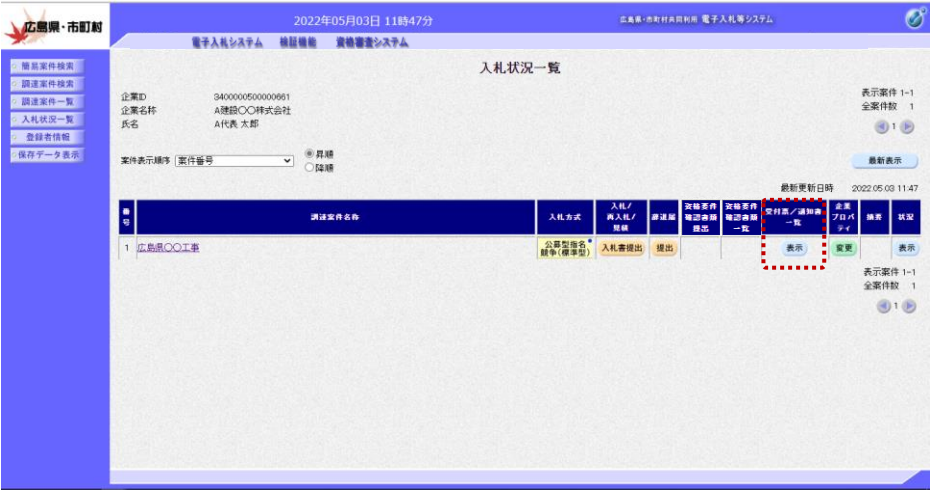 広島県・市町村
2022年05月03日 11時47分
広島県・市町村共同利用 電子入札等システム
電子入札システム 検証機能 資格審査システム
簡易案件検索
調達案件検索
調達案件一覧
入札状況一覧
登録者情報
保存データ表示
入札状況一覧
企業ID 3400000500000661
企業名称 A建設〇〇株式会社
氏名 A代表 太郎
表示案件 1-1
全案件数 1
1
案件表示順序 案件番号
昇順
降順
最新表示
最新更新日時 2022.05.03 11:47
番号
調達案件名称
入札方式
入札/
再入札/
見積
辞退届
資格要件
確認書類
提出
資格要件
確認書類
一覧
受付票/通知書
一覧
企業
プロパ
ティ
摘要
状況
1 広島県〇〇工事
公募型指名
競争(標準型)
入札書提出
提出
表示
変更
表示
表示案件 1-1
全案件数 1
1